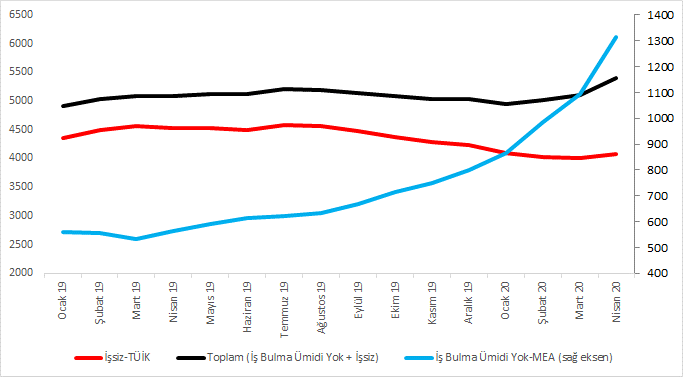 6500
6000
5500
5000
4500
4000
3500
3000
2500
2000
1400
1300
1200
1100
1000
900
800
700
600
500
400
Ocak 19
Şubat 19
Mart 19
Nisan 19
Mayıs 19
Haziran 19
Temmuz 19
Ağustos 19
Eylül 19
Ekim 19
Kasım 19
Aralık 19
Ocak 20
Şubat 20
Mart 20
Nisan 20
İşsiz-TÜİK
Toplam (İş Bulma Ümidi Yok + İşsiz)
İş Bulma Ümidi Yok-MEA (sağ eksen)